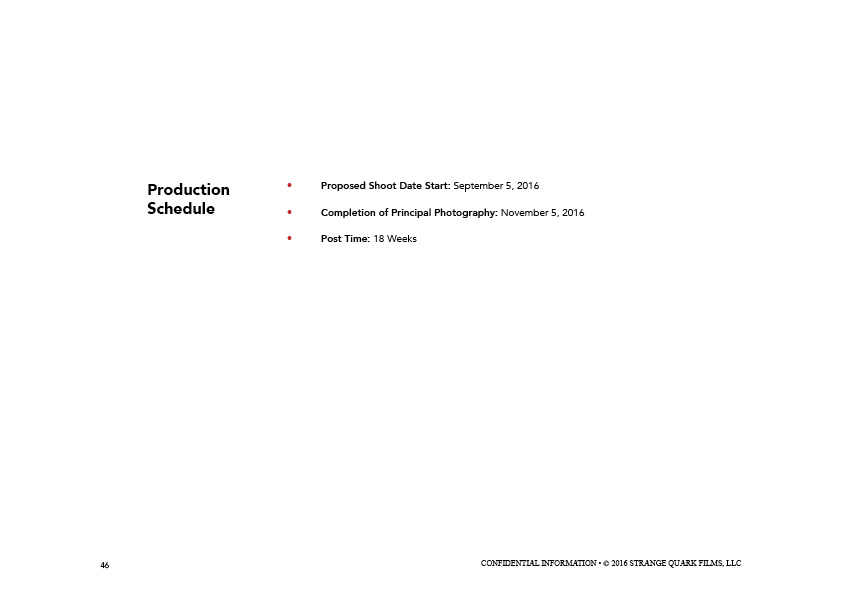 Production
Schedule
• Proposed Shoot Date Start: September 5, 2016
• Completion of Principal Photography: November 5, 2016
• Post Time: 18 Weeks
46
CONFIDENTIAL INFORMATION • © 2016 STRANGE QUARK FILMS, LLC